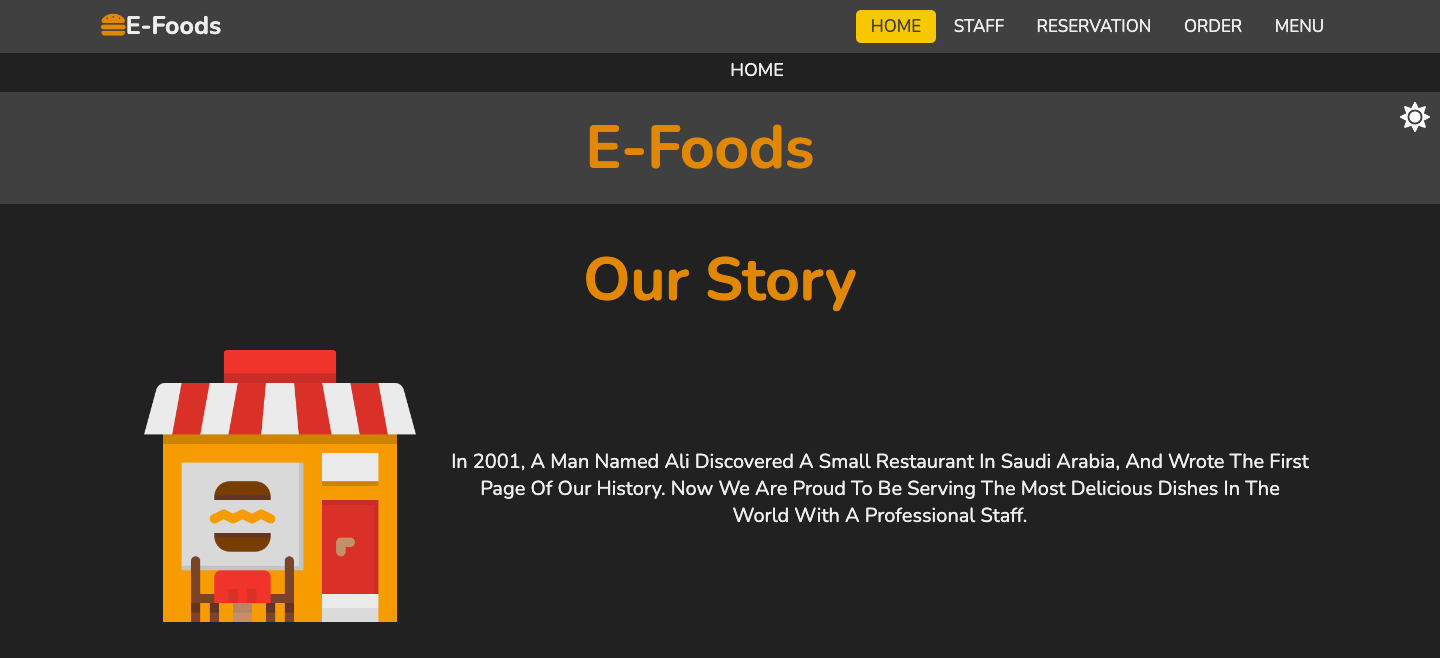 E-Foods
HOME STAFF RESERVATION ORDER MENU
HOME
E-Foods
Our Story
In 2001, A Man Named Ali Discovered A Small Restaurant In Saudi Arabia, And Wrote The First
Page Of Our History. Now We Are Proud To Be Serving The Most Delicious Dishes In The
World With A Professional Staff.